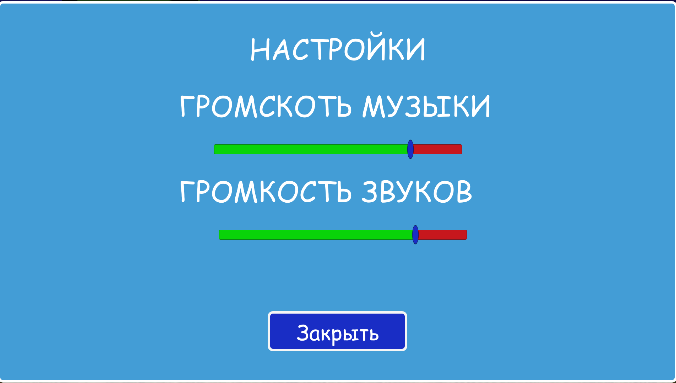 НАСТРОЙКИ
ГРОМСКОТЬ МУЗЫКИ
ГРОМКОСТЬ ЗВУКОВ
Закрыть